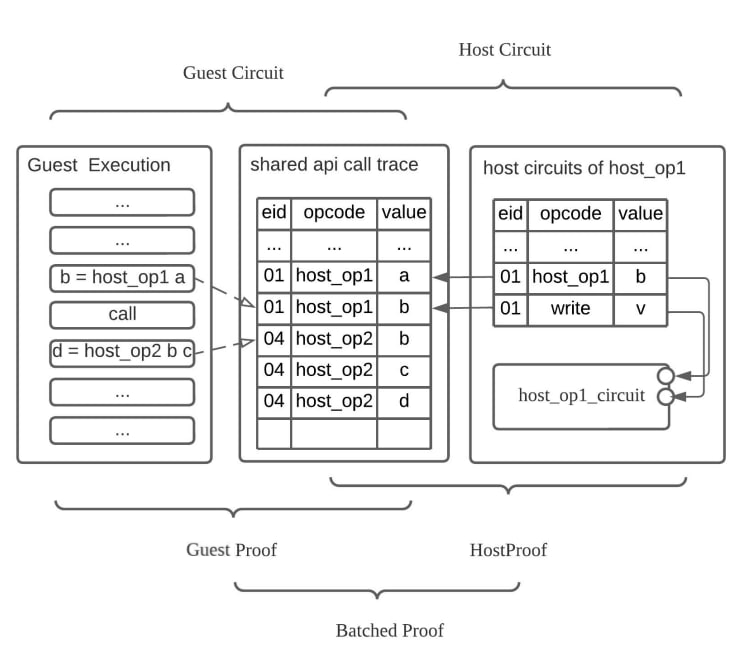 Host Circuit
Guest Circuit
Guest Execution
...
...
b = host_op1 a
call
d = host_op2 b c
...
...
shared api call trace
eid opcode value
... ... ...
01 host_op1 a
01 host_op1 b
04 host_op2 b
04 host_op2 c
04 host_op2 d
host circuits of host_op1
eid opcode value
... ... ...
01 host_op1 b
01 write v
host_op1_circuit
Guest Proof
HostProof
Batched Proof